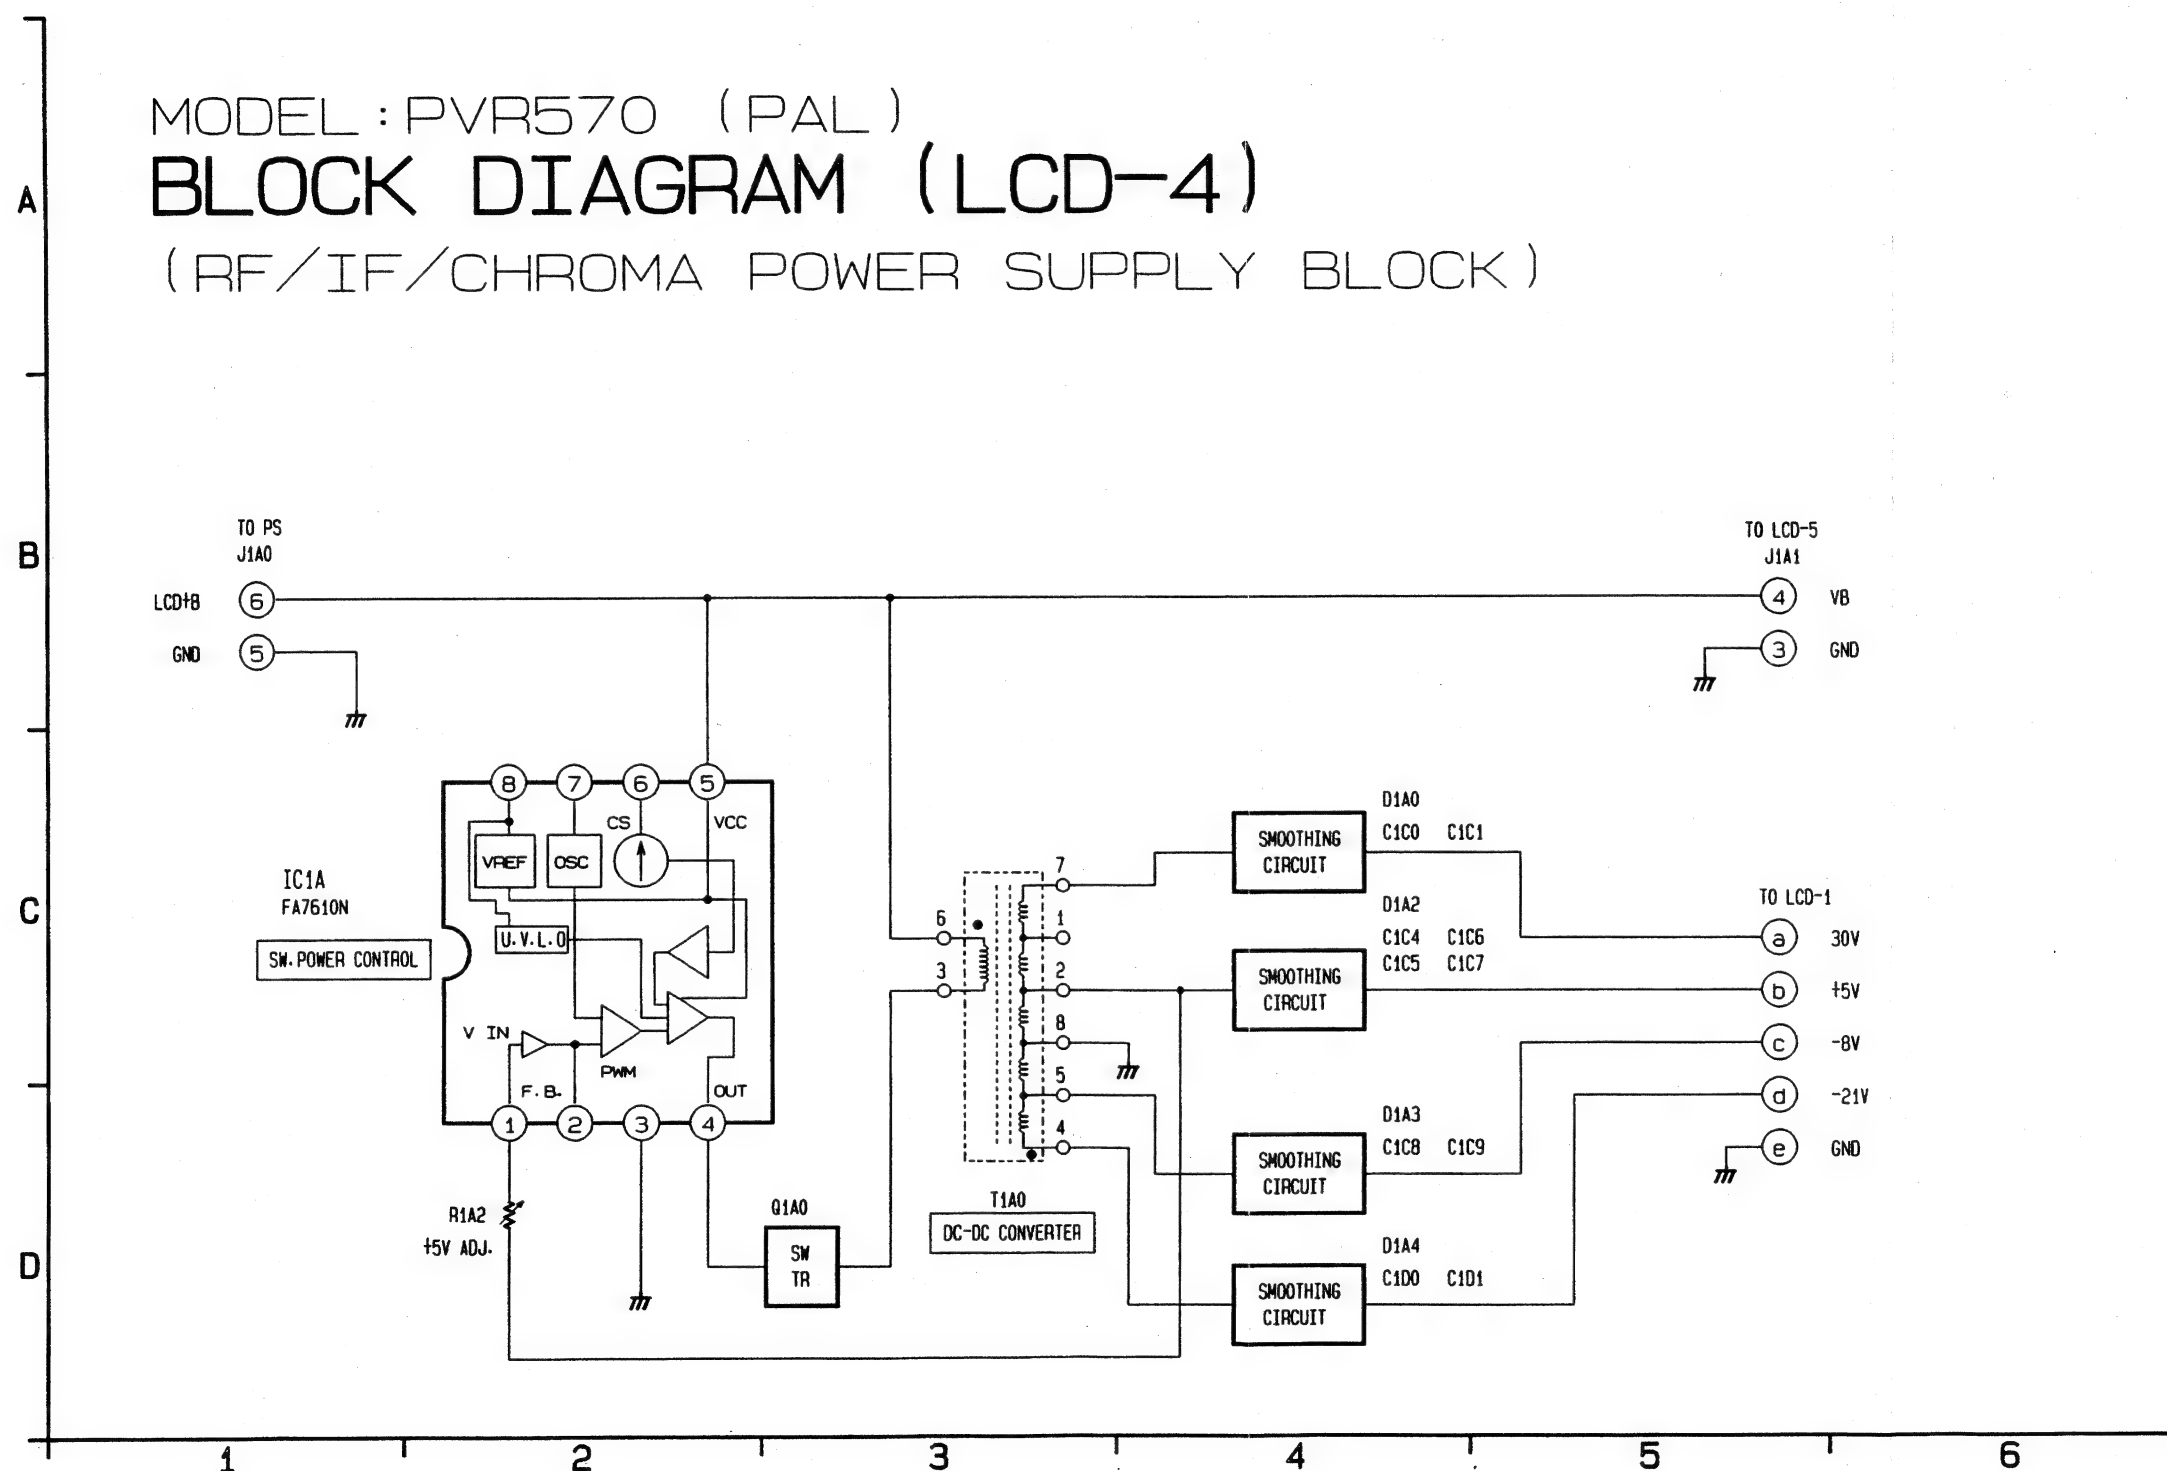 MODEL : PVR570 (PAL)
BLOCK DIAGRAM (LCD-4)
(RF/IF/CHROMA POWER SUPPLY BLOCK)
A
B
C
D
TO PS
J1A0
LCD+B
6
GND
5
TO LCD-5
J1A1
4
VB
3
GND
8
7
6
5
CS
VCC
VREF
OSC
IC1A
FA7610N
SW.POWER CONTROL
U.V.L.O
V IN
PWM
F.B.
OUT
1
2
3
4
R1A2
+5V ADJ.
Q1A0
SW
TR
6
3
7
1
2
8
5
4
T1A0
DC-DC CONVERTER
D1A0
C1C0 C1C1
SMOOTHING
CIRCUIT
D1A2
C1C4 C1C6
C1C5 C1C7
SMOOTHING
CIRCUIT
D1A3
C1C8 C1C9
SMOOTHING
CIRCUIT
D1A4
C1D0 C1D1
SMOOTHING
CIRCUIT
TO LCD-1
a
30V
b
+5V
c
-8V
d
-21V
e
GND
1
2
3
4
5
6